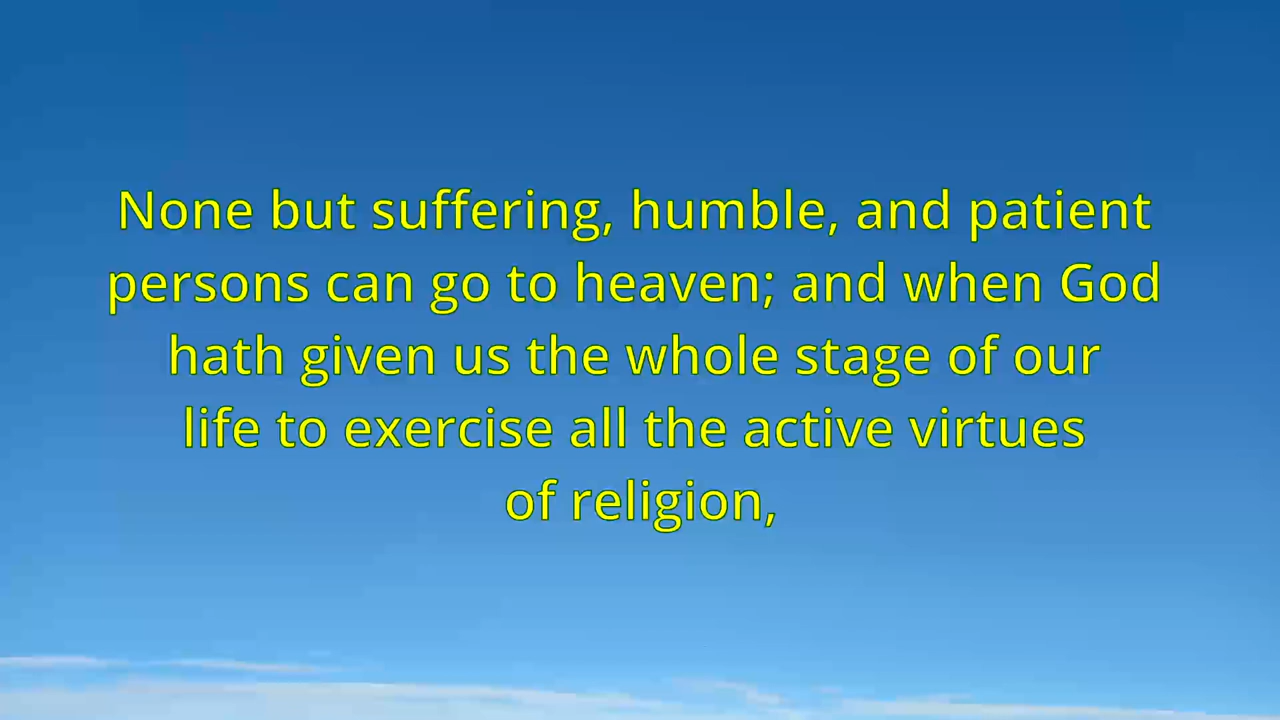 None but suffering, humble, and patient
persons can go to heaven; and when God
hath given us the whole stage of our
life to exercise all the active virtues
of religion,